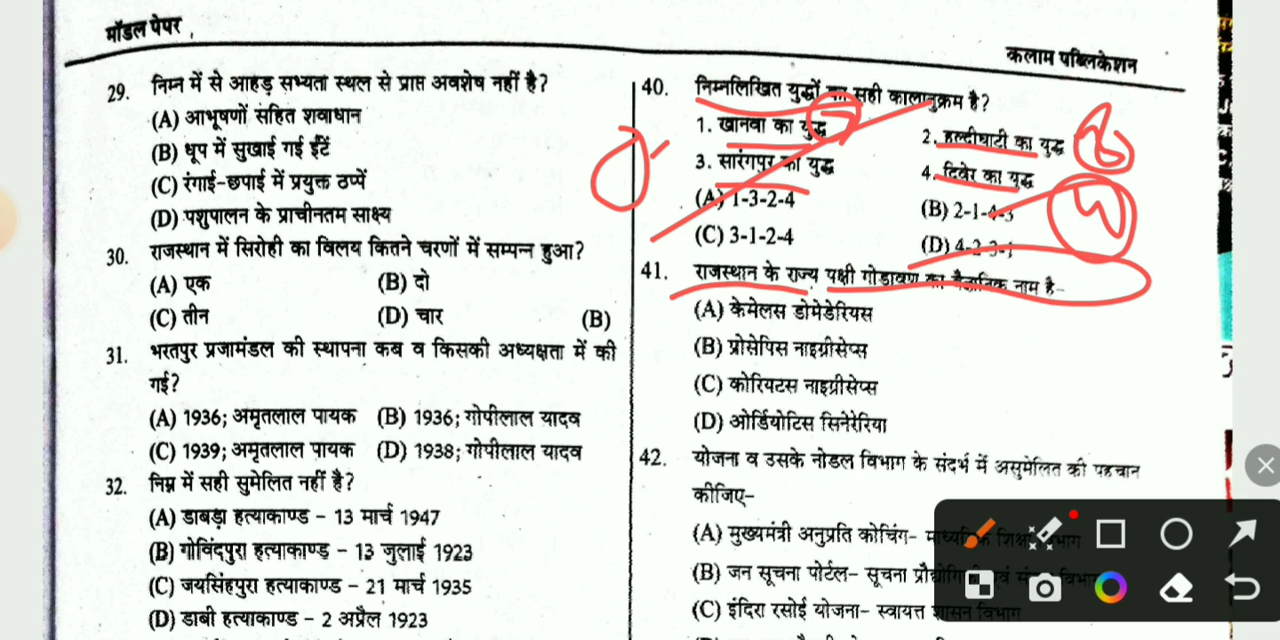 मॉडल पेपर
कलाम पब्लिकेशन
29. निम्न में से आहड़ सभ्यता स्थल से प्राप्त अवशेष नहीं है?
(A) आभूषणों सहित शवाधान
(B) धूप में सुखाई गई ईंटें
(C) रंगाई-छपाई में प्रयुक्त ठप्पें
(D) पशुपालन के प्राचीनतम साक्ष्य
30. राजस्थान में सिरोही का विलय कितने चरणों में सम्पन्न हुआ?
(A) एक (B) दो
(C) तीन (D) चार (B)
31. भरतपुर प्रजामंडल की स्थापना कब व किसकी अध्यक्षता में की
गई?
(A) 1936; अमृतलाल पायक (B) 1936; गोपीलाल यादव
(C) 1939; अमृतलाल पायक (D) 1938; गोपीलाल यादव
32. निम्न में सही सुमेलित नहीं है?
(A) डाबड़ा हत्याकाण्ड - 13 मार्च 1947
(B) गोविंदपुरा हत्याकाण्ड - 13 जुलाई 1923
(C) जयसिंहपुरा हत्याकाण्ड - 21 मार्च 1935
(D) डाबी हत्याकाण्ड - 2 अप्रैल 1923
40. निम्नलिखित युद्धों का सही कालानुक्रम है?
1. खानवा का युद्ध 2. हल्दीघाटी का युद्ध
3. सारंगपुर का युद्ध 4. दिवेर का युद्ध
(A) 1-3-2-4 (B) 2-1-4-3
(C) 3-1-2-4 (D) 4-2-3-1
41. राजस्थान के राज्य पक्षी गोडावण का वैज्ञानिक नाम है-
(A) केमेलस डोमेडेरियस
(B) प्रोसेपिस नाइग्रीसेप्स
(C) कोरियटस नाइग्रीसेप्स
(D) ओर्डियोटिस सिनेरेरिया
42. योजना व उसके नोडल विभाग के संदर्भ में असुमेलित की पहचान
कीजिए-
(A) मुख्यमंत्री अनुप्रति कोचिंग- माध्यमिक शिक्षा विभाग
(B) जन सूचना पोर्टल- सूचना प्रौद्योगिकी एवं संचार विभाग
(C) इंदिरा रसोई योजना- स्वायत्त शासन विभाग